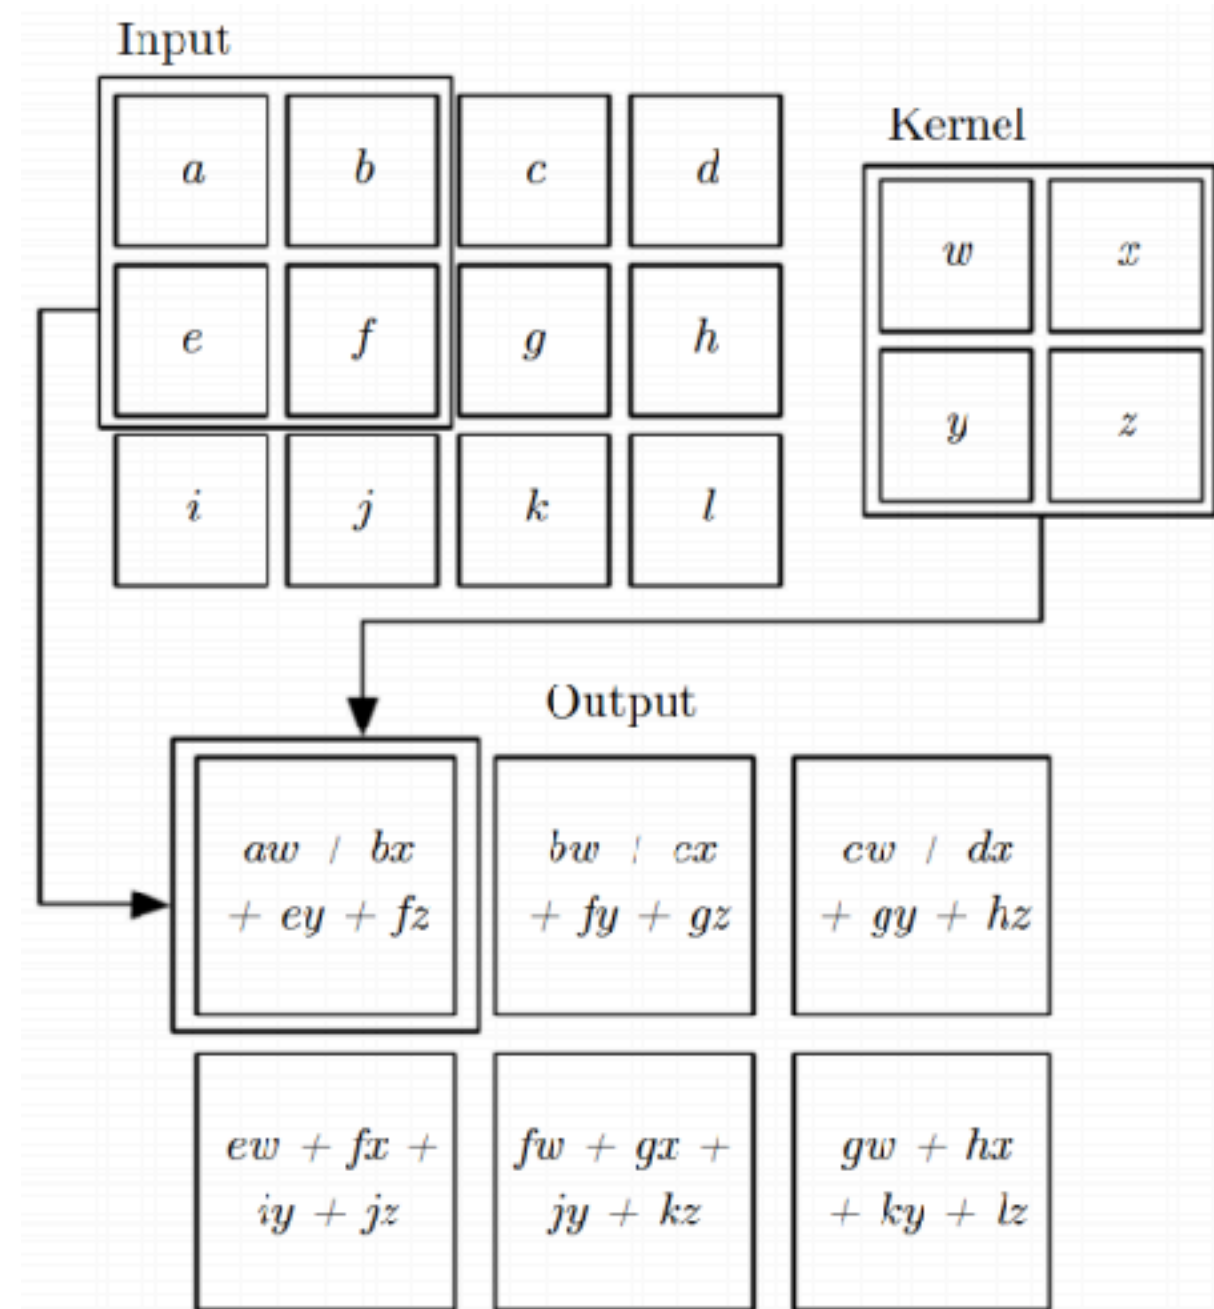 Input
a b c d
Kernel
w x
e f g h
y z
i j k l
Output
aw / bx
+ ey + fz
bw / cx
+ fy + gz
cw / dx
+ gy + hz
ew + fx +
iy + jz
fw + gx +
jy + kz
gw + hx
+ ky + lz